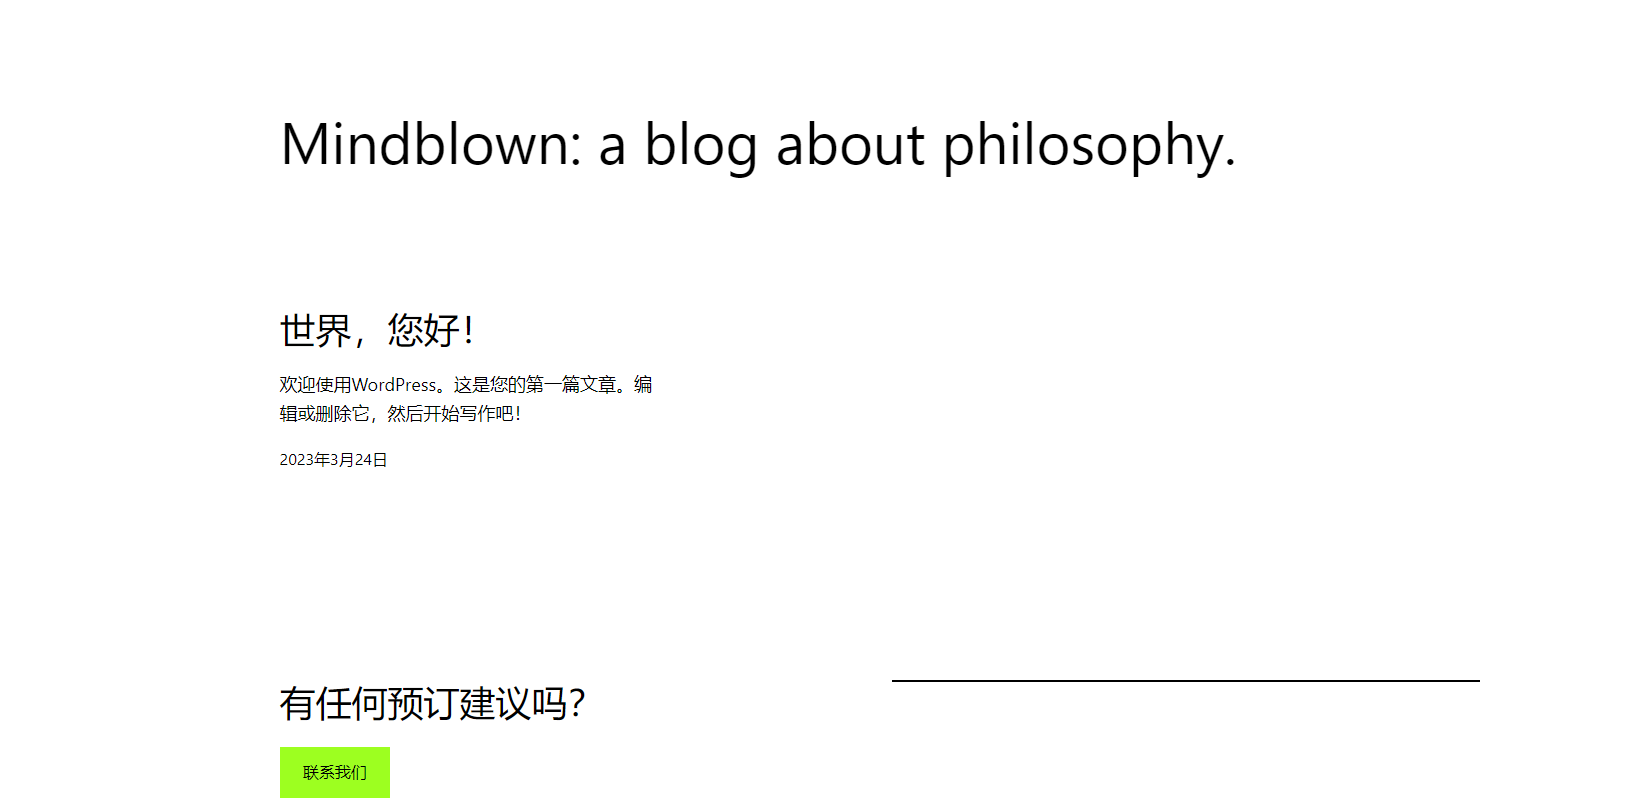 Mindblown: a blog about philosophy.
世界，您好！
欢迎使用WordPress。这是您的第一篇文章。编
辑或删除它，然后开始写作吧！
2023年3月24日
有任何预订建议吗？
联系我们